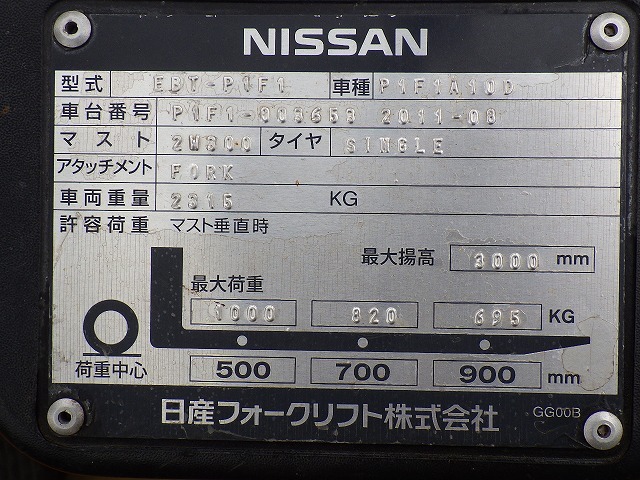 NISSAN
型式 EBT-P1F1 車種 P1F1A10D
車台番号 P1F1-003653 2011-08
マスト 2W300 タイヤ SINGLE
アタッチメント FORK
車両重量 2315 KG
許容荷重 マスト垂直時
最大揚高 3000 mm
最大荷重
1000 820 695 KG
荷重中心 500 700 900 mm
日産フォークリフト株式会社 GG00B